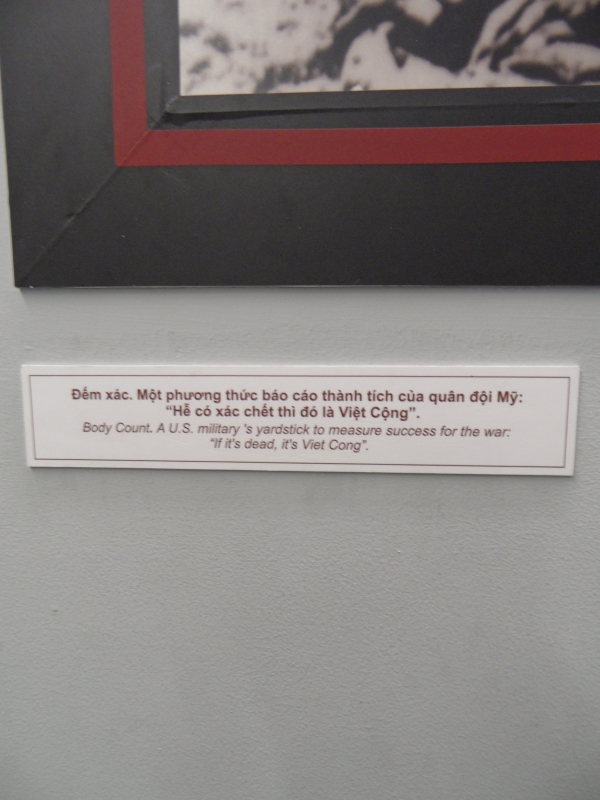 Đếm xác. Một phương thức báo cáo thành tích của quân đội Mỹ:
“Hễ có xác chết thì đó là Việt Cộng”.
Body Count. A U.S. military 's yardstick to measure success for the war:
“If it's dead, it's Viet Cong”.